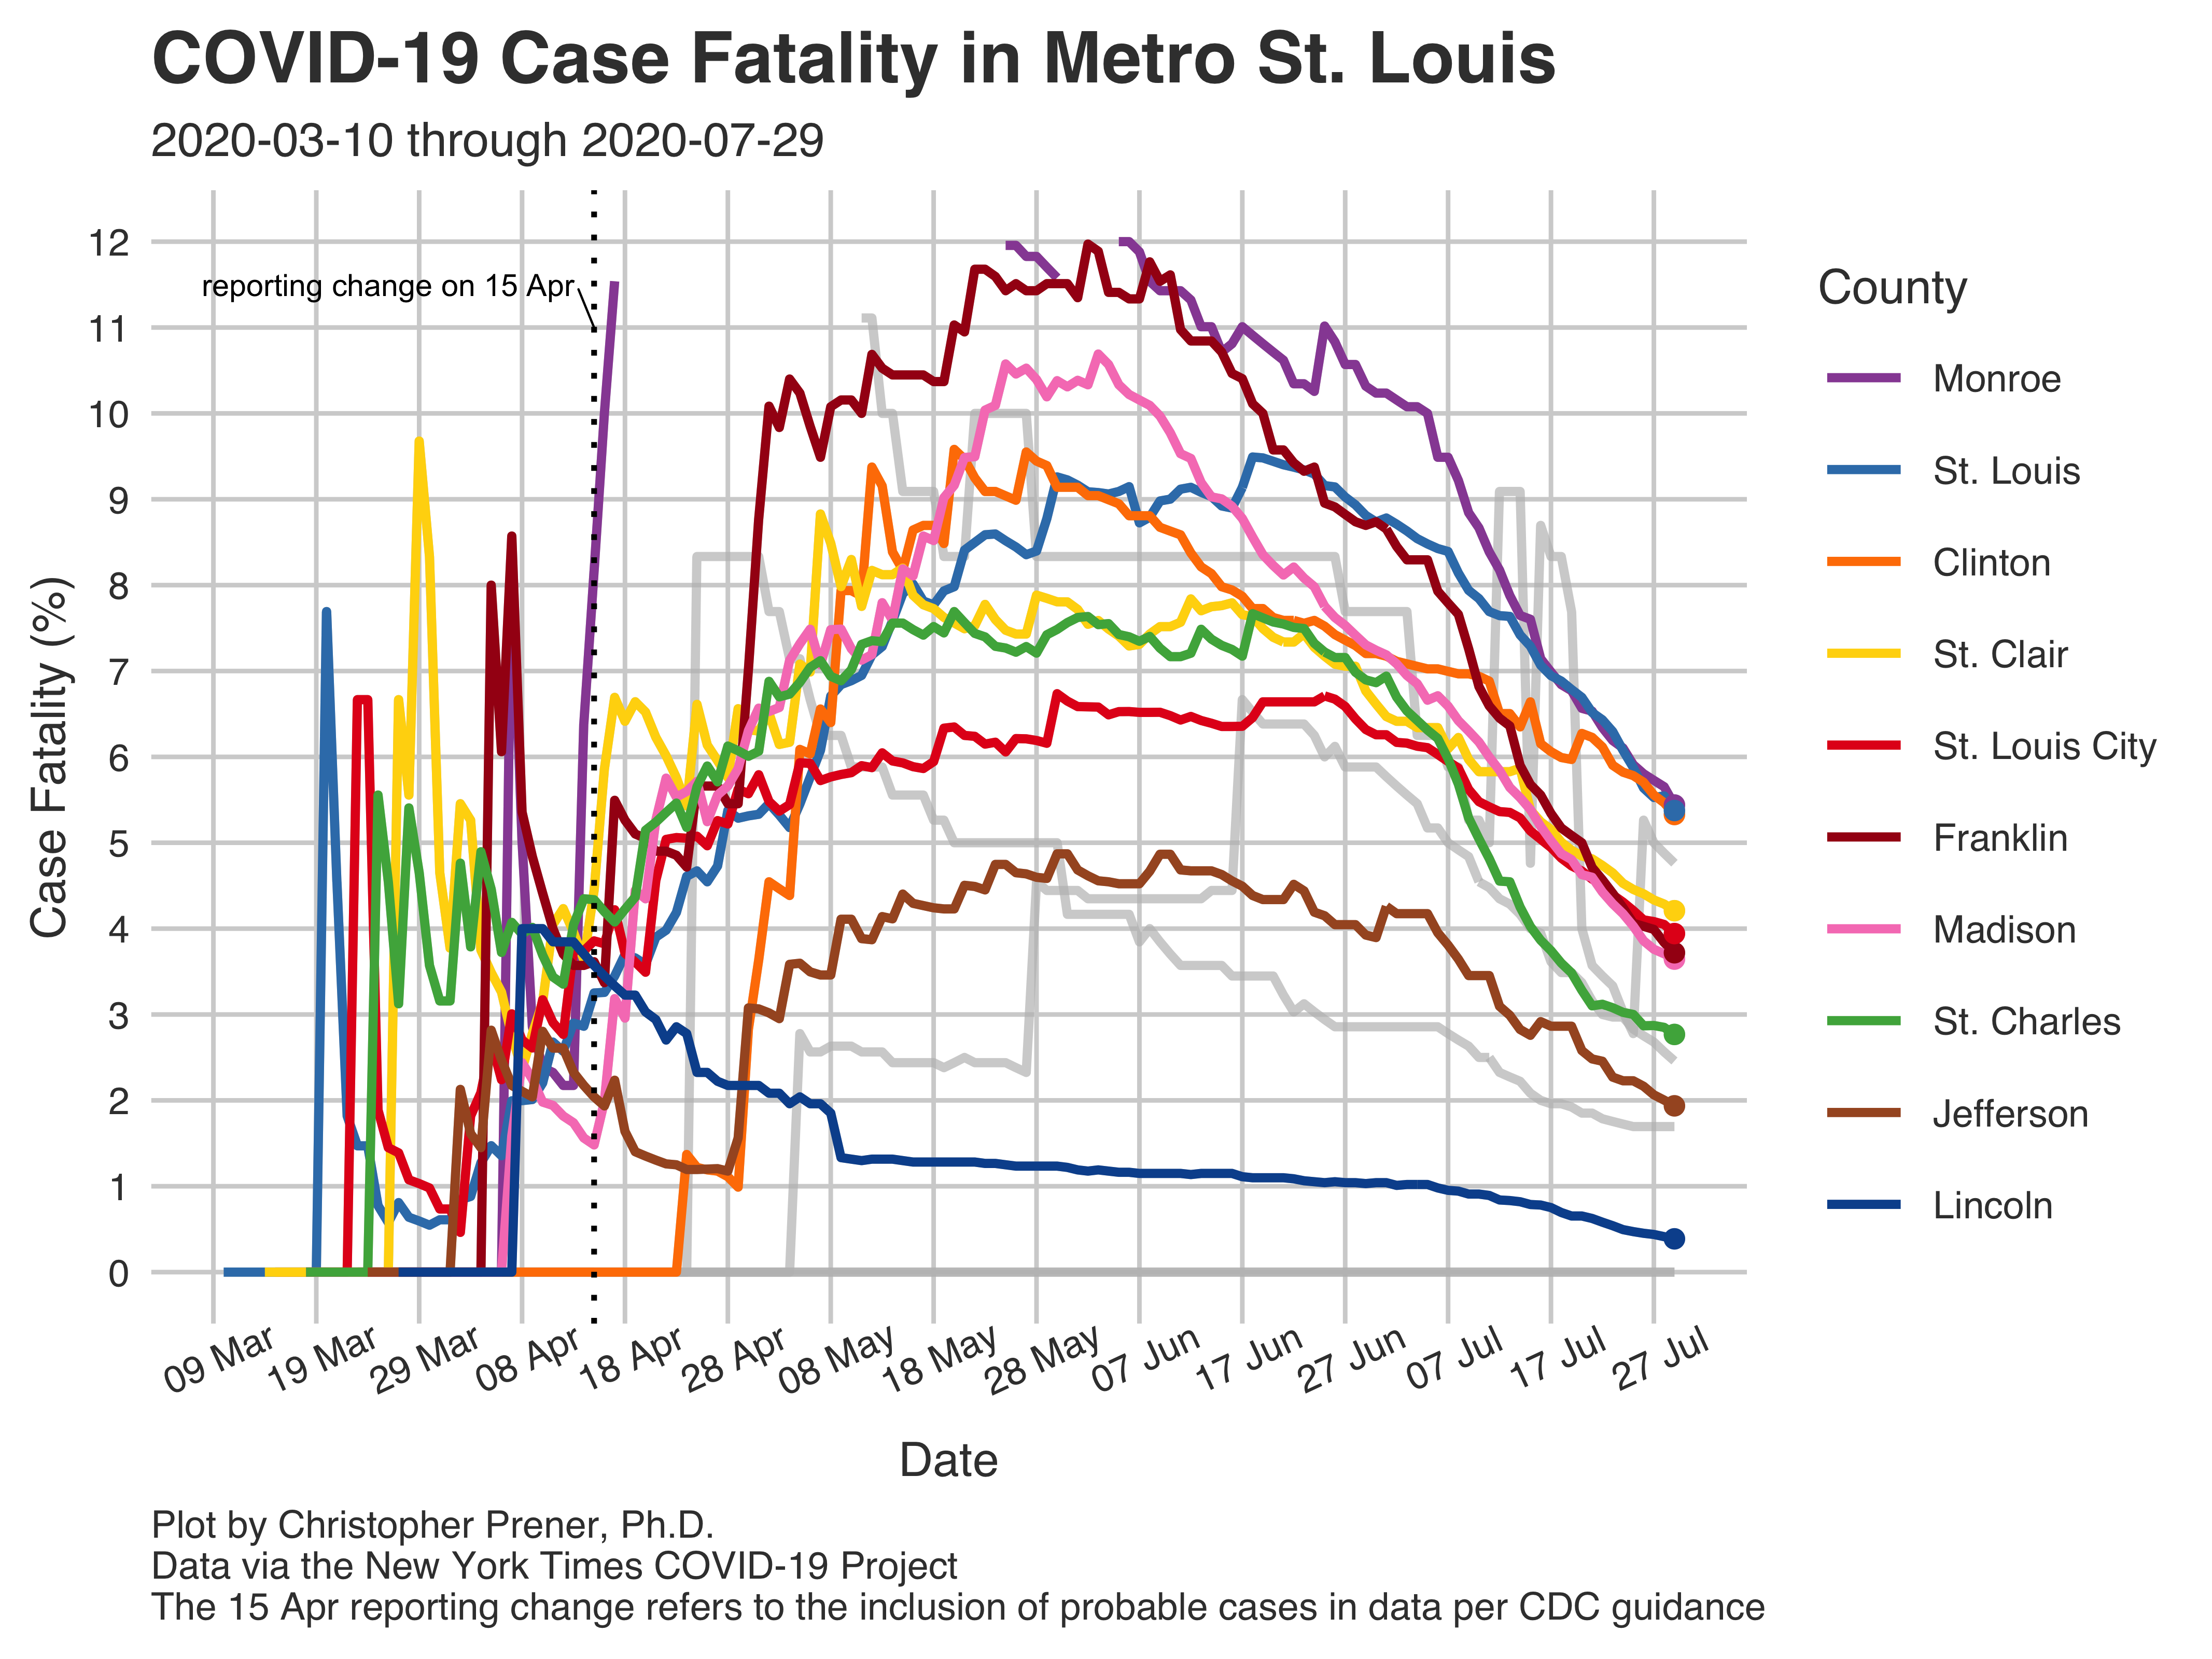 COVID-19 Case Fatality in Metro St. Louis
2020-03-10 through 2020-07-29
reporting change on 15 Apr
Case Fatality (%)
12
11
10
9
8
7
6
5
4
3
2
1
0
09 Mar
19 Mar
29 Mar
08 Apr
18 Apr
28 Apr
08 May
18 May
28 May
07 Jun
17 Jun
27 Jun
07 Jul
17 Jul
27 Jul
Date
County
Monroe
St. Louis
Clinton
St. Clair
St. Louis City
Franklin
Madison
St. Charles
Jefferson
Lincoln
Plot by Christopher Prener, Ph.D.
Data via the New York Times COVID-19 Project
The 15 Apr reporting change refers to the inclusion of probable cases in data per CDC guidance